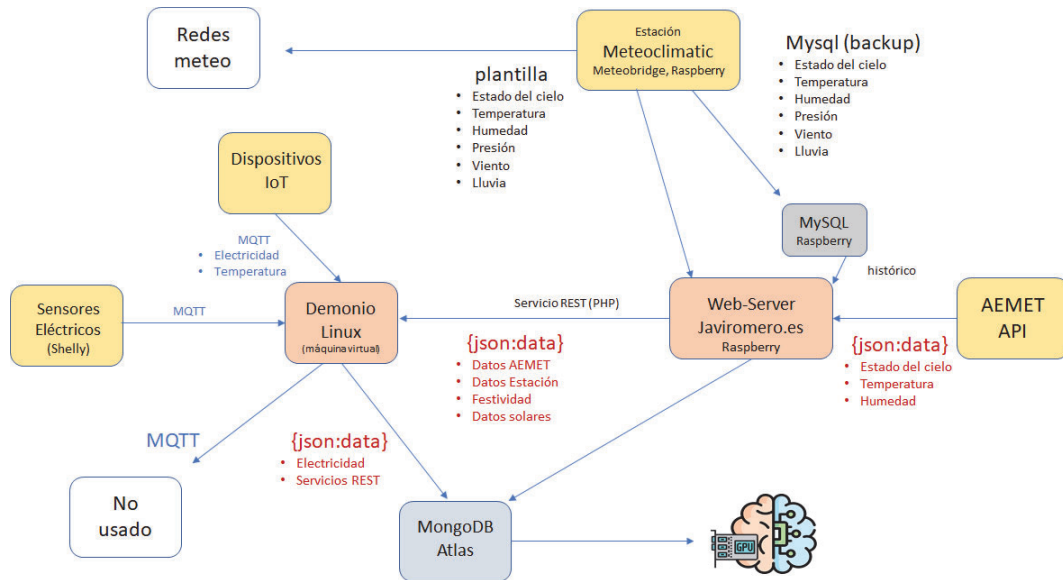 Redes
meteo
Estación
Meteoclimatic
Meteobridge, Raspberry
Mysql (backup)
• Estado del cielo
• Temperatura
• Humedad
• Presión
• Viento
• Lluvia
plantilla
• Estado del cielo
• Temperatura
• Humedad
• Presión
• Viento
• Lluvia
Dispositivos
IoT
MySQL
Raspberry
MQTT
• Electricidad
• Temperatura
histórico
Sensores
Eléctricos
(Shelly)
MQTT
Demonio
Linux
(máquina virtual)
Servicio REST (PHP)
Web-Server
Javiromero.es
Raspberry
AEMET
API
{json:data}
• Datos AEMET
• Datos Estación
• Festividad
• Datos solares
{json:data}
• Estado del cielo
• Temperatura
• Humedad
MQTT
{json:data}
• Electricidad
• Servicios REST
No
usado
MongoDB
Atlas
GPU